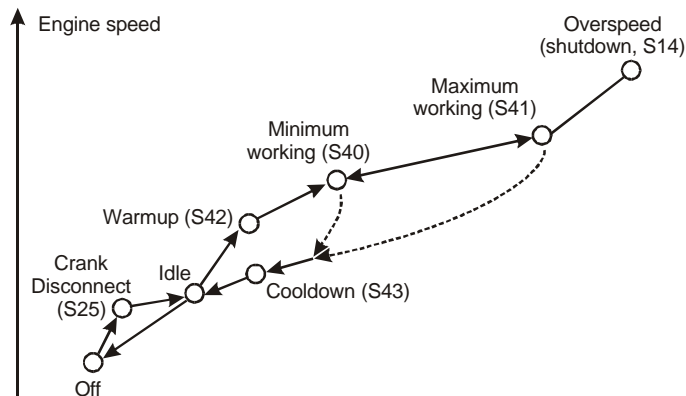 Engine speed
Overspeed
(shutdown, S14)
Maximum
working (S41)
Minimum
working (S40)
Warmup (S42)
Crank
Disconnect
(S25)
Idle
Cooldown (S43)
Off